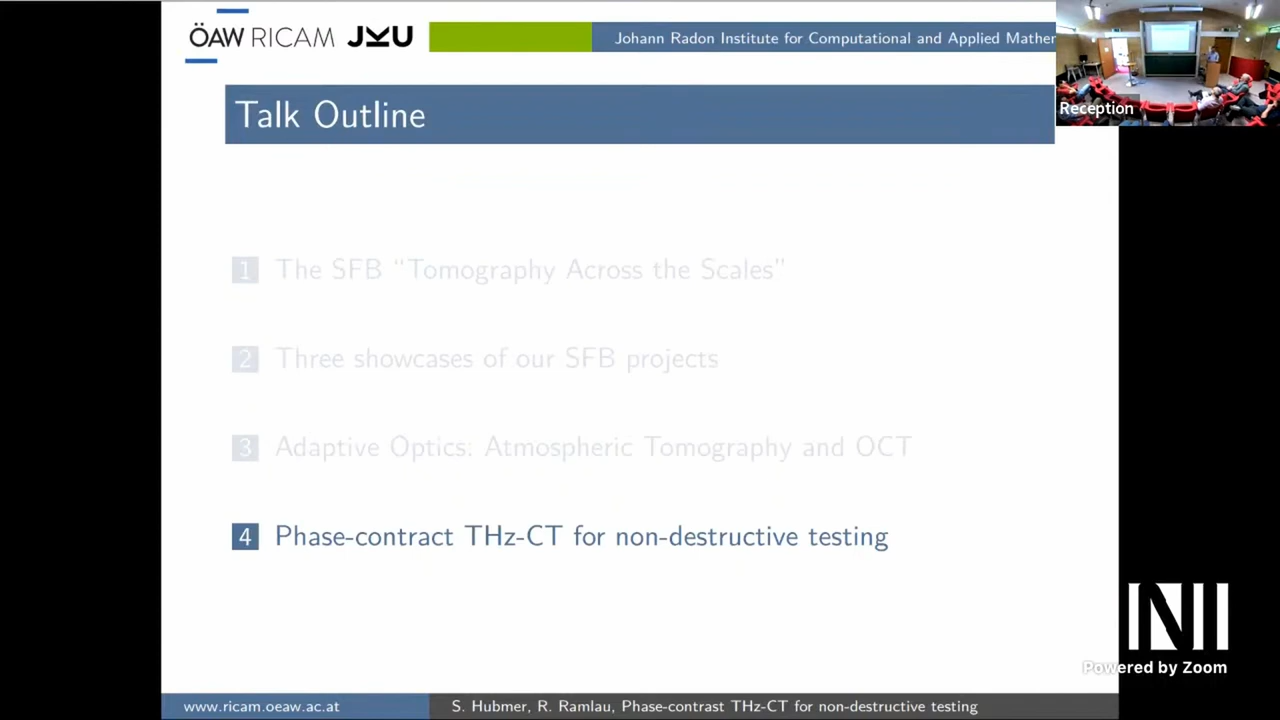 ÖAW RICAM JKU
Johann Radon Institute for Computational and Applied Mather
Reception
Talk Outline
1 The SFB “Tomography Across the Scales”
2 Three showcases of our SFB projects
3 Adaptive Optics: Atmospheric Tomography and OCT
4 Phase-contract THz-CT for non-destructive testing
NI
Powered by Zoom
www.ricam.oeaw.ac.at
S. Hubmer, R. Ramlau, Phase-contrast THz-CT for non-destructive testing